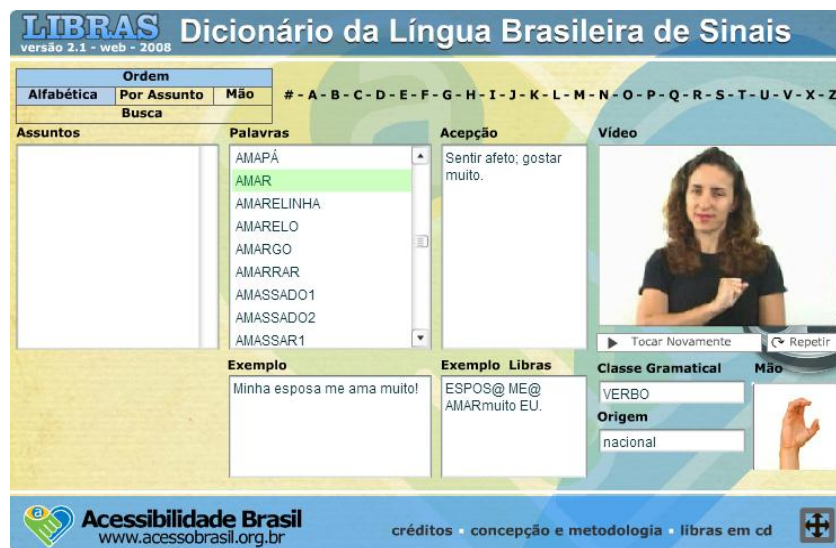 LIBRAS
versão 2.1 - web - 2008
Dicionário da Língua Brasileira de Sinais
Ordem
Alfabética Por Assunto Mão
Busca
# - A - B - C - D - E - F - G - H - I - J - K - L - M - N - O - P - Q - R - S - T - U - V - X - Z
Assuntos
Palavras
AMAPÁ
AMAR
AMARELINHA
AMARELO
AMARGO
AMARRAR
AMASSADO1
AMASSADO2
AMASSAR1
Acepção
Sentir afeto; gostar
muito.
Vídeo
Tocar Novamente
Repetir
Exemplo
Minha esposa me ama muito!
Exemplo Libras
ESPOS@ ME@
AMARmuito EU.
Classe Gramatical
VERBO
Origem
nacional
Mão
a
Acessibilidade Brasil
www.acessobrasil.org.br
créditos - concepção e metodologia - libras em cd